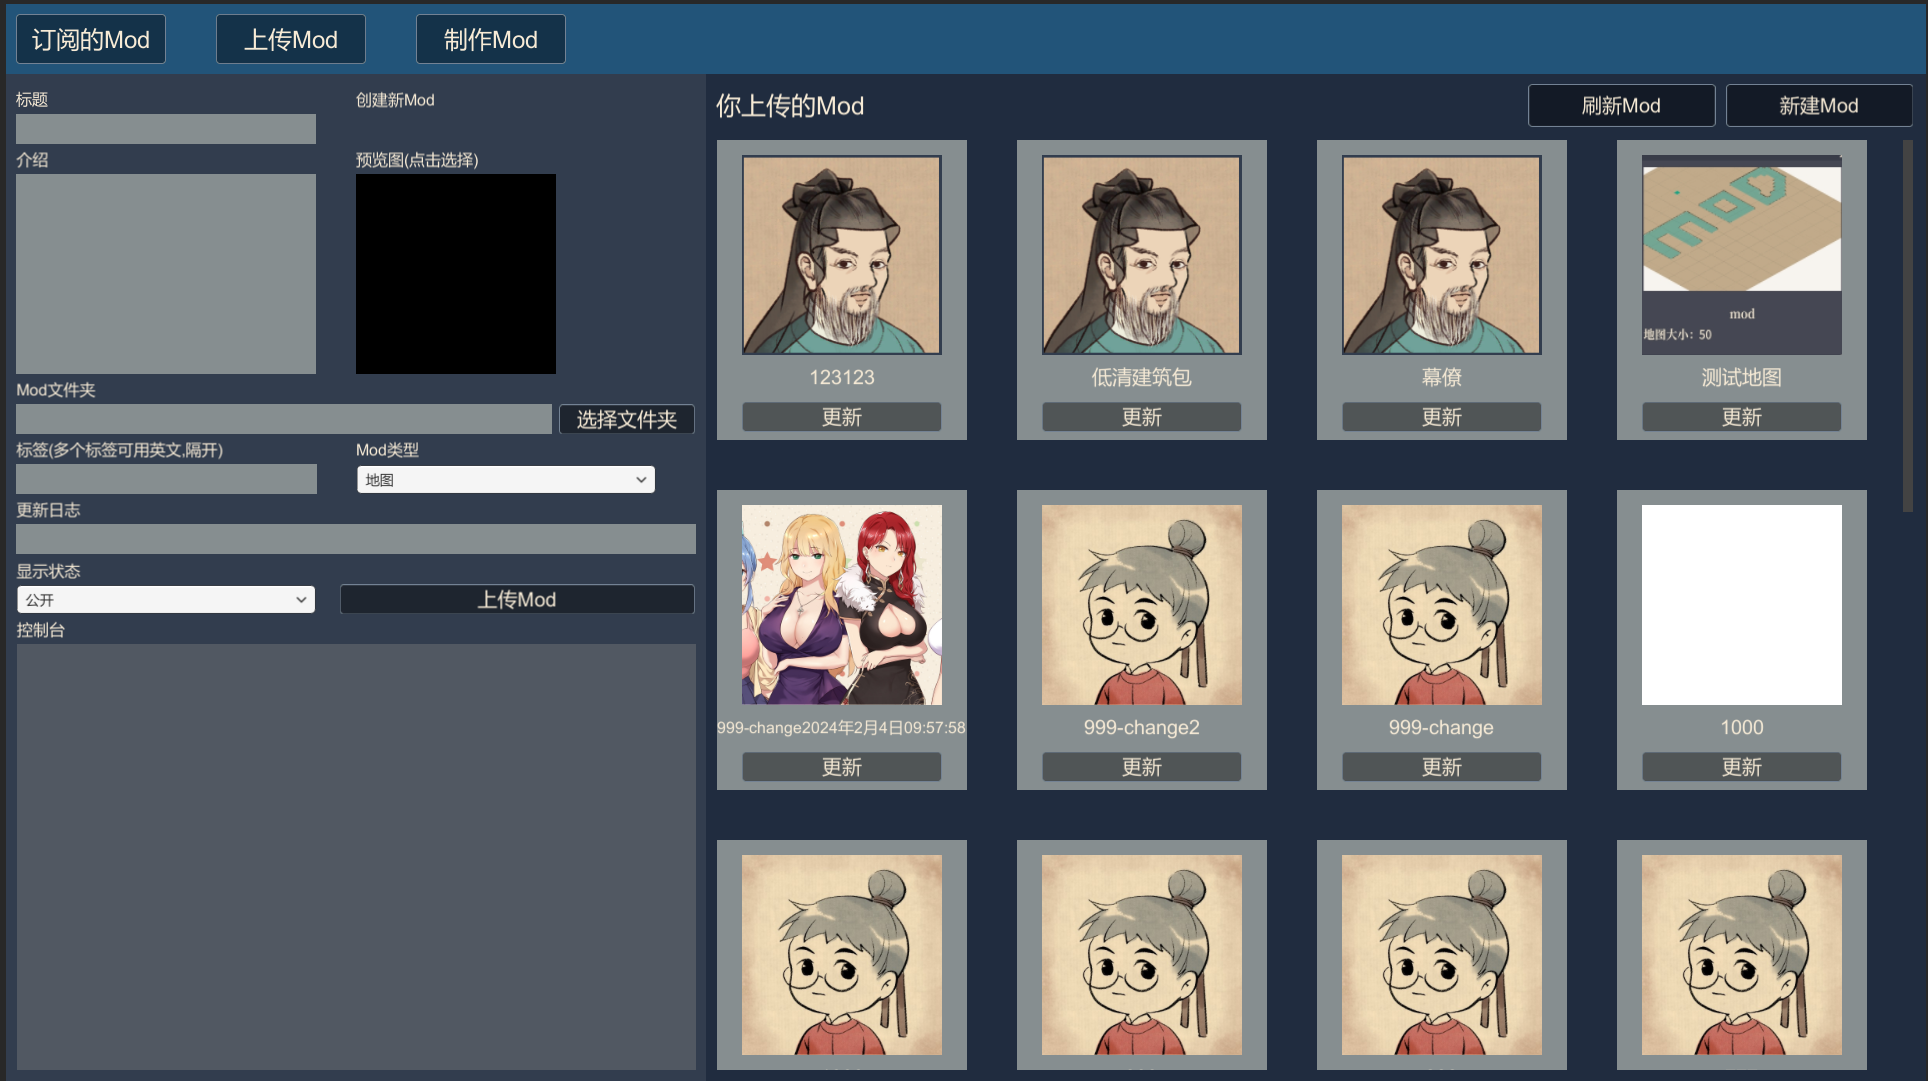 订阅的Mod
上传Mod
制作Mod
标题
创建新Mod
介绍
预览图(点击选择)
Mod文件夹
选择文件夹
标签(多个标签可用英文,隔开)
Mod类型
地图
更新日志
显示状态
公开
上传Mod
控制台
你上传的Mod
刷新Mod
新建Mod
mod
mod
地图大小: 50
123123
低清建筑包
幕僚
测试地图
更新
更新
更新
更新
999-change2024年2月4日09:57:58
999-change2
999-change
1000
更新
更新
更新
更新